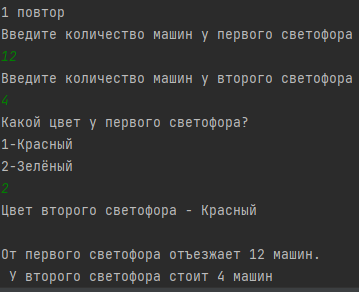 1 повтор
Введите количество машин у первого светофора
12
Введите количество машин у второго светофора
4
Какой цвет у первого светофора?
1-Красный
2-Зелёный
2
Цвет второго светофора - Красный
От первого светофора отъезжает 12 машин.
У второго светофора стоит 4 машин